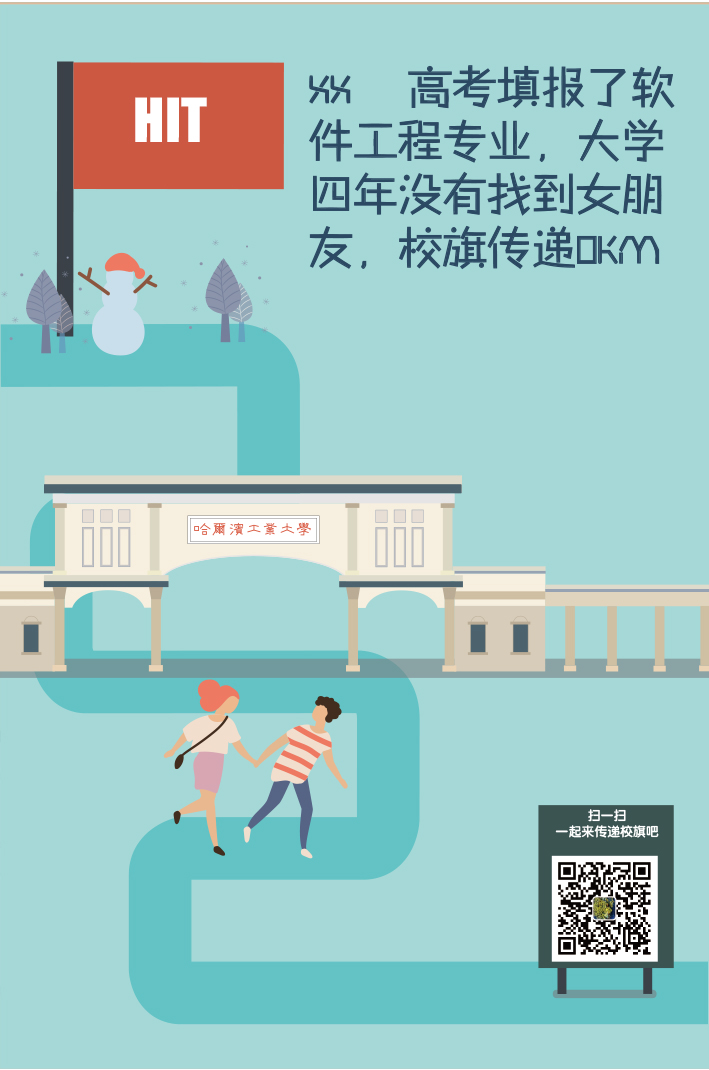 HIT
XX 高考填报了软
件工程专业，大学
四年没有找到女朋
友，校旗传递0KM
哈爾濱工業大學
扫一扫
一起来传递校旗吧